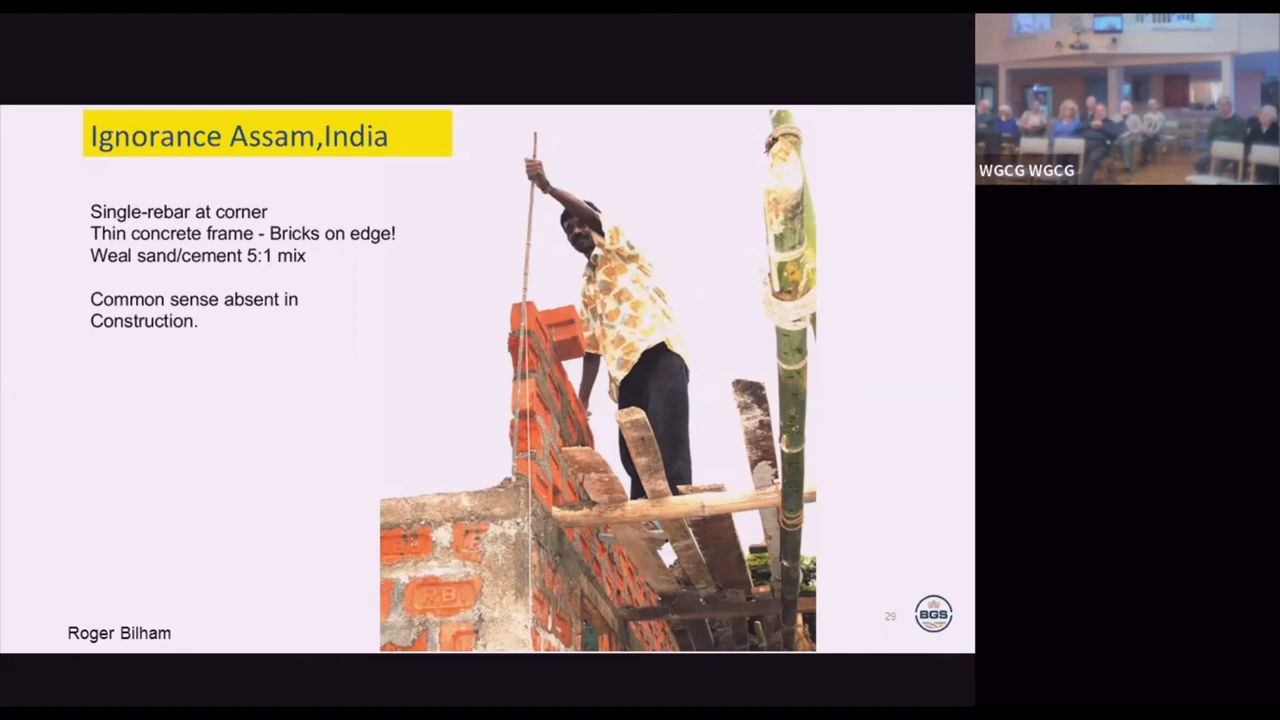 Ignorance Assam,India
Single-rebar at corner
Thin concrete frame - Bricks on edge!
Weal sand/cement 5:1 mix
Common sense absent in
Construction.
Roger Bilham
29
BGS
WGCG WGCG